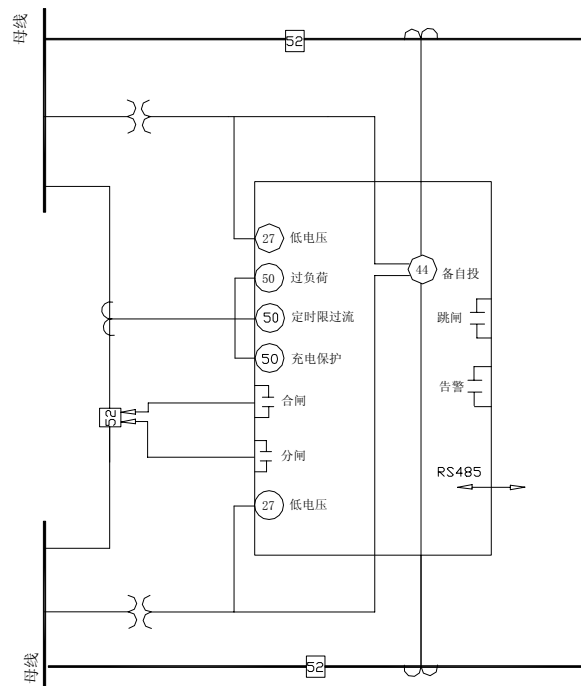 母线
52
27 低电压
50 过负荷
44 备自投
50 定时限过流
跳闸
50 充电保护
告警
合闸
52
分闸
RS485
27 低电压
母线
52